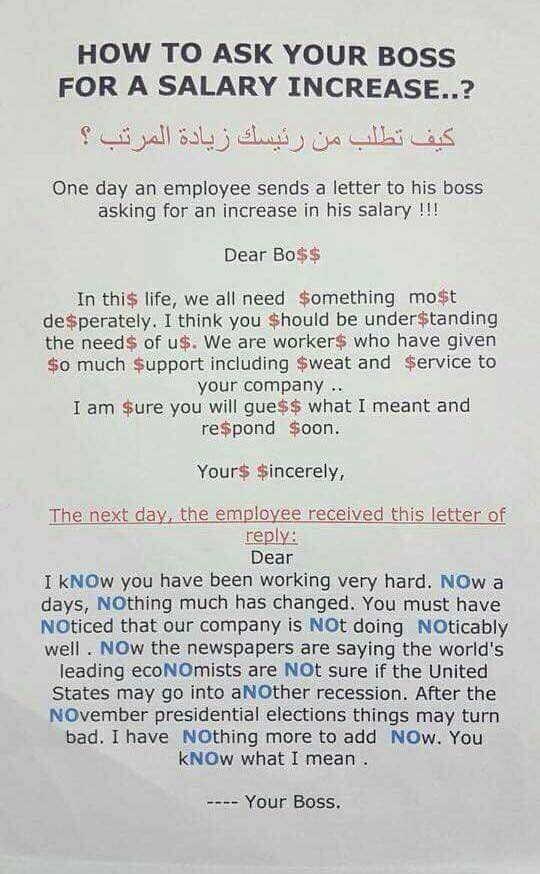 HOW TO ASK YOUR BOSS
FOR A SALARY INCREASE..?
كيف تطلب من رئيسك زيادة المرتب ؟
One day an employee sends a letter to his boss
asking for an increase in his salary !!!
Dear Bo$$
In thi$ life, we all need $omething mo$t
de$perately. I think you $hould be under$tanding
the need$ of u$. We are worker$ who have given
$o much $upport including $weat and $ervice to
your company ..
I am $ure you will gue$$ what I meant and
re$pond $oon.
Your$ $incerely,
The next day, the employee received this letter of
reply:
Dear
I kNOw you have been working very hard. NOw a
days, NOthing much has changed. You must have
NOticed that our company is NOt doing NOticably
well . NOw the newspapers are saying the world's
leading ecoNOmists are NOt sure if the United
States may go into aNOther recession. After the
NOvember presidential elections things may turn
bad. I have NOthing more to add NOw. You
kNOw what I mean .
---- Your Boss.